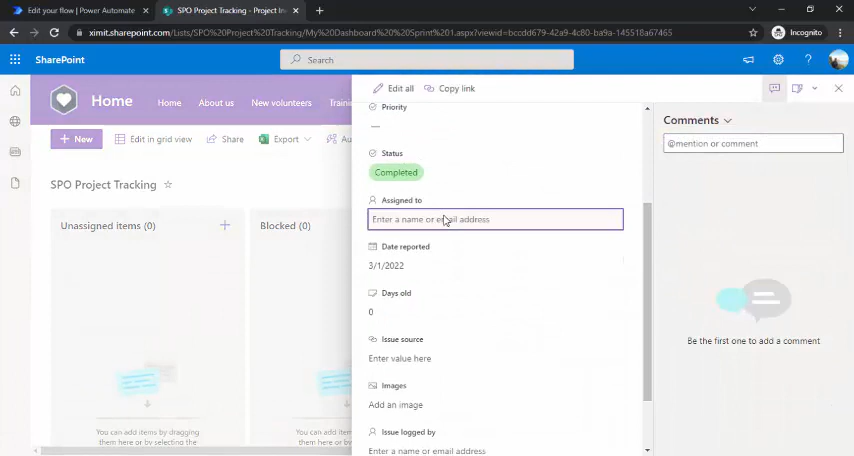 Edit your flow | Power Automate
SPO Project Tracking - Project In
ximit.sharepoint.com/Lists/SPO%20Project%20Tracking/My%20Dashboard%20%20Sprint%201.aspx?viewid=bccdd679-42a9-4c80-ba9a-145518a67465
Incognito
SharePoint
Search
Home
Home
About us
New volunteers
Traini
New
Edit in grid view
Share
Export
Au
SPO Project Tracking
Unassigned items (0)
Blocked (0)
You can add items by dragging
them here or by selecting the
You can add items
them here or by
Edit all
Copy link
Priority
—
Status
Completed
Assigned to
Enter a name or email address
Date reported
3/1/2022
Days old
0
Issue source
Enter value here
Images
Add an image
Issue logged by
Enter a name or email address
Comments
@mention or comment
Be the first one to add a comment